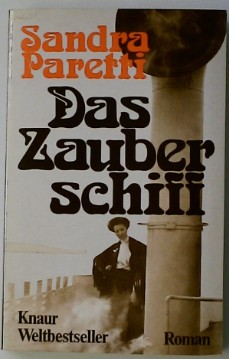 Sandra
Paretti
Das
Zauber
schiff
Knaur
Weltbestseller
Roman